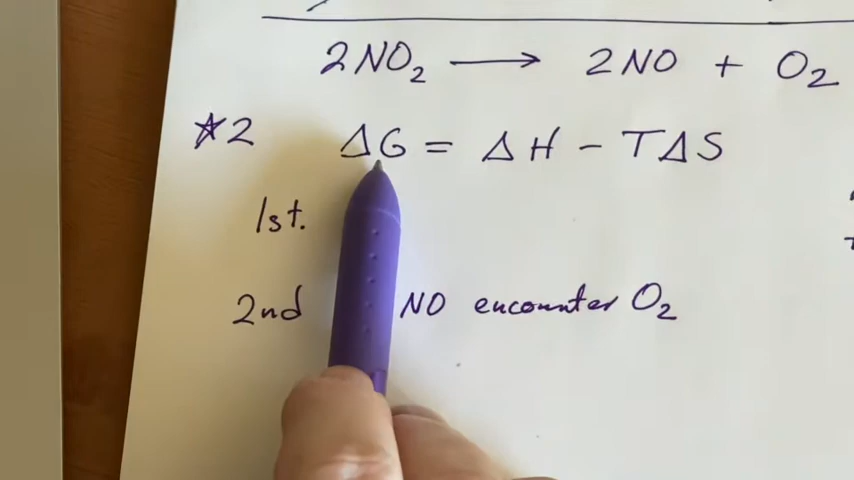 2NO₂ → 2NO + O₂
☆2 ΔG = ΔH - TΔS
1st.
2nd NO encounter O₂